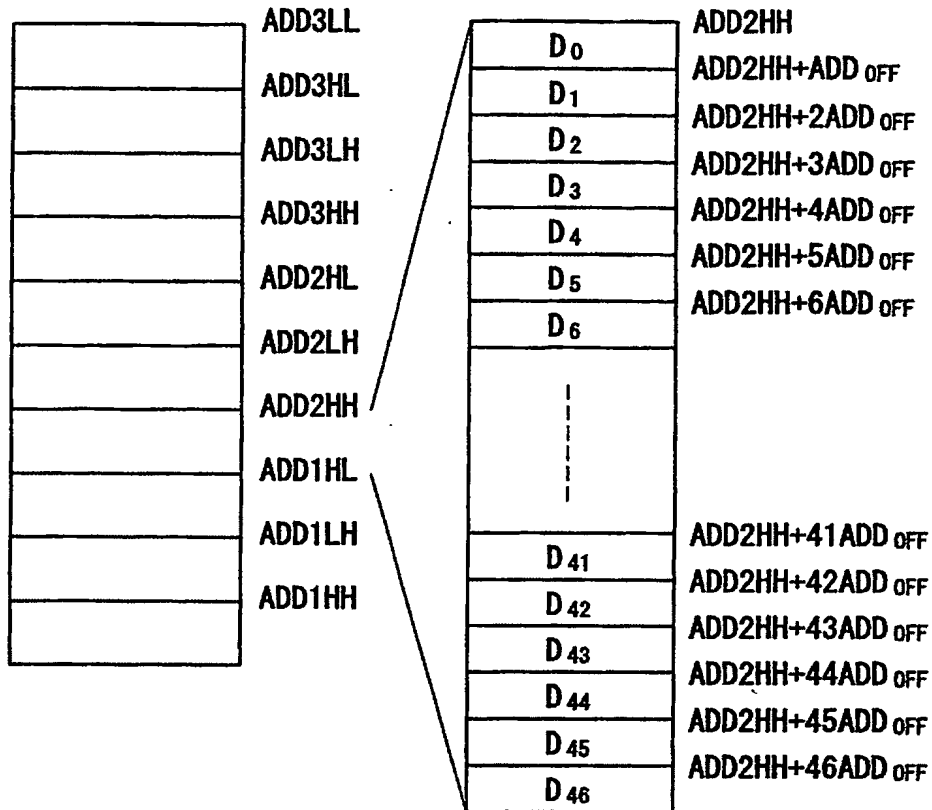 ADD3LL
ADD3HL
ADD3LH
ADD3HH
ADD2HL
ADD2LH
ADD2HH
ADD1HL
ADD1LH
ADD1HH
D0
D1
D2
D3
D4
D5
D6
D41
D42
D43
D44
D45
D46
ADD2HH
ADD2HH+ADD OFF
ADD2HH+2ADD OFF
ADD2HH+3ADD OFF
ADD2HH+4ADD OFF
ADD2HH+5ADD OFF
ADD2HH+6ADD OFF
ADD2HH+41ADD OFF
ADD2HH+42ADD OFF
ADD2HH+43ADD OFF
ADD2HH+44ADD OFF
ADD2HH+45ADD OFF
ADD2HH+46ADD OFF